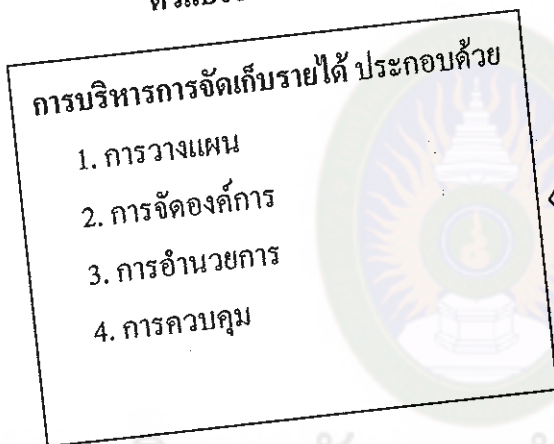 การบริหารการจัดเก็บรายได้ ประกอบด้วย
1. การวางแผน
2. การจัดองค์การ
3. การอำนวยการ
4. การควบคุม